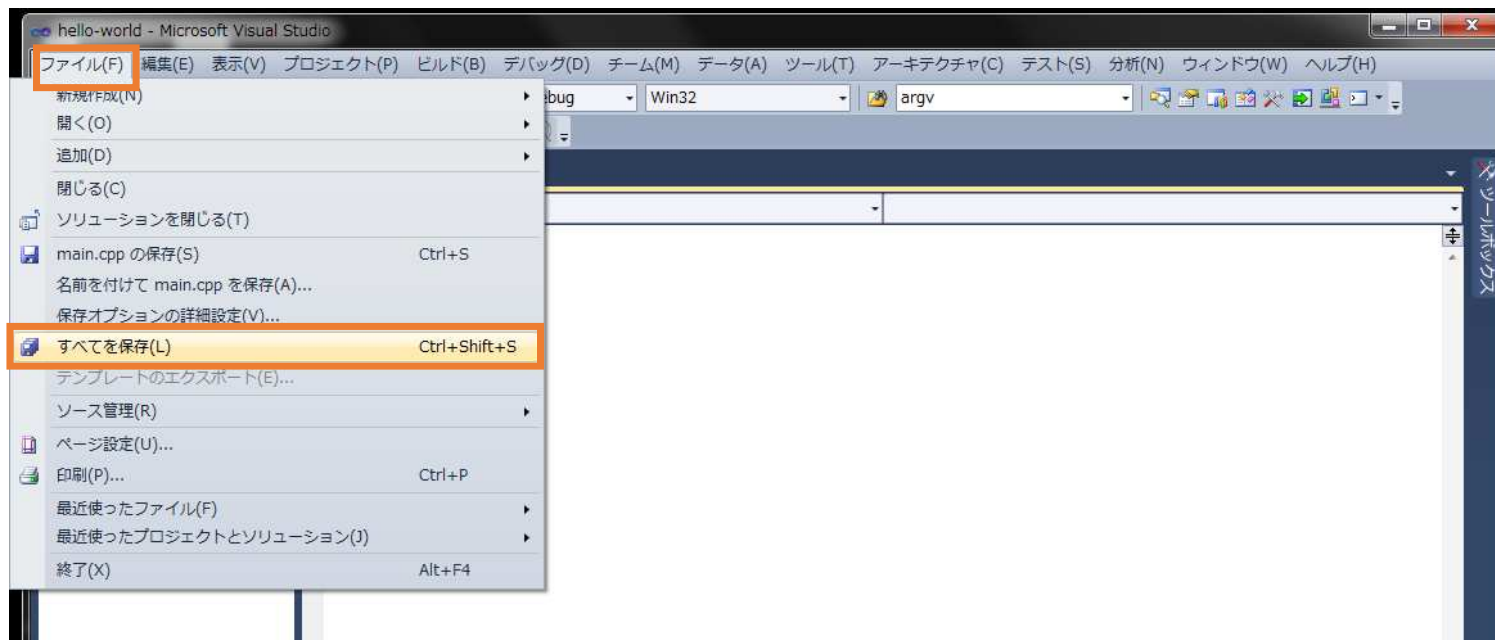 hello-world - Microsoft Visual Studio
ファイル(F) 編集(E) 表示(V) プロジェクト(P) ビルド(B) デバッグ(D) チーム(M) データ(A) ツール(T) アーキテクチャ(C) テスト(S) 分析(N) ウィンドウ(W) ヘルプ(H)
新規作成(N) ebug Win32 argv
開く(O)
追加(D)
閉じる(C)
ソリューションを閉じる(T)
main.cpp の保存(S) Ctrl+S
名前を付けて main.cpp を保存(A)...
保存オプションの詳細設定(V)...
すべてを保存(L) Ctrl+Shift+S
テンプレートのエクスポート(E)...
ソース管理(R)
ページ設定(U)...
印刷(P)... Ctrl+P
最近使ったファイル(F)
最近使ったプロジェクトとソリューション(J)
終了(X) Alt+F4
ツールボックス